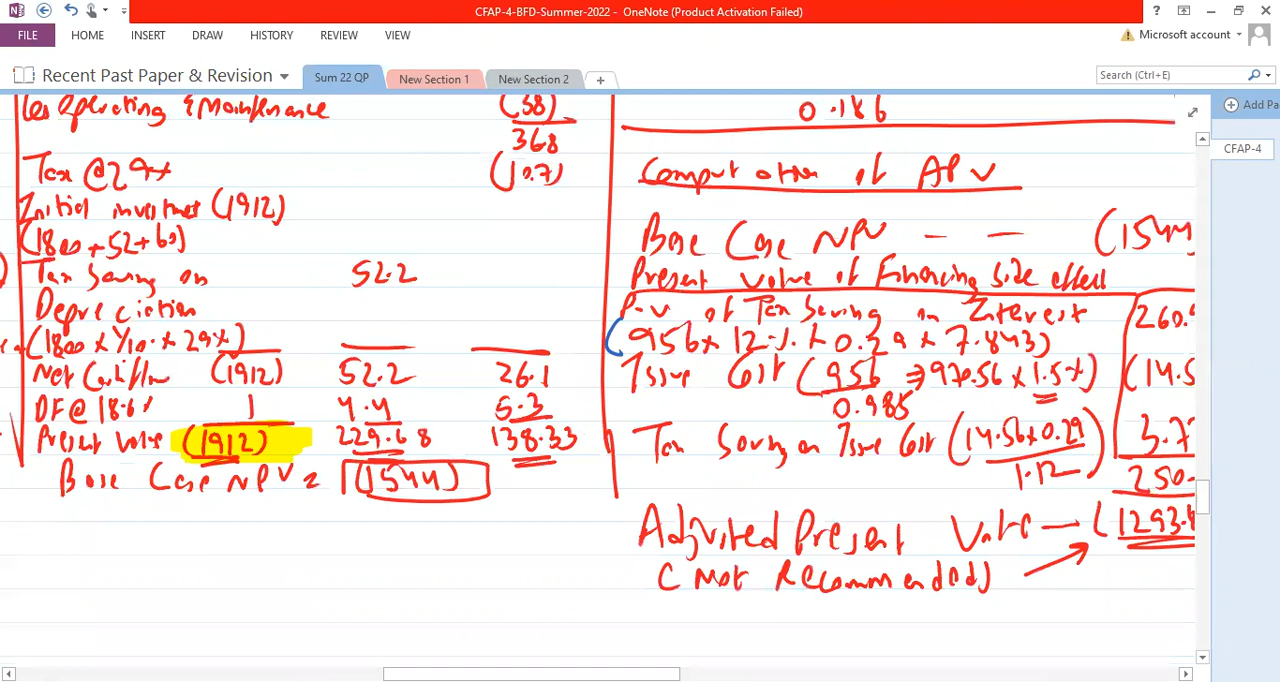 CFAP-4-BFD-Summer-2022 - OneNote (Product Activation Failed)
FILE HOME INSERT DRAW HISTORY REVIEW VIEW
Microsoft account
Recent Past Paper & Revision Sum 22 QP New Section 1 New Section 2
Search (Ctrl+E)
Add Pa
CFAP-4
Operating & Maintenance (38)
368
Tax @ 29%
Initial investment (1912)
(1800+52+60)
Tax Saving on 52.2
Depreciation
(1800 x 1/10 x 29%)
Net Cashflow (1912) 52.2 26.1
DF @ 18.6% 1 4.4 5.3
Present Value (1912) 229.68 138.33
Base Case NPV = (1544)
0.186
Computation of APV
Base Case NPV - - (1544
Present value of Financing side effect
P.V of Tax Saving on Interest 260.
(956 x 12% x 0.29 x 7.843)
Issue Cost (956 ⇒ 970.56 x 1.5%) (14.5
0.985
Tax Saving on Issue Cost (14.56 x 0.29) 3.7
1.12
250.
Adjusted Present Value — (1293.
(Not Recommended)